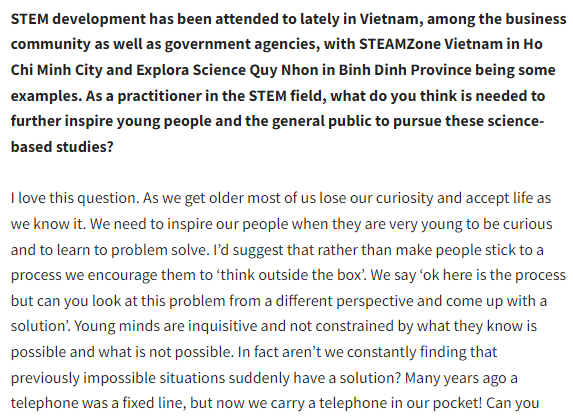 STEM development has been attended to lately in Vietnam, among the business
community as well as government agencies, with STEAMZone Vietnam in Ho
Chi Minh City and Explora Science Quy Nhon in Binh Dinh Province being some
examples. As a practitioner in the STEM field, what do you think is needed to
further inspire young people and the general public to pursue these science-
based studies?
I love this question. As we get older most of us lose our curiosity and accept life as
we know it. We need to inspire our people when they are very young to be curious
and to learn to problem solve. I’d suggest that rather than make people stick to a
process we encourage them to ‘think outside the box’. We say ‘ok here is the process
but can you look at this problem from a different perspective and come up with a
solution’. Young minds are inquisitive and not constrained by what they know is
possible and what is not possible. In fact aren’t we constantly finding that
previously impossible situations suddenly have a solution? Many years ago a
telephone was a fixed line, but now we carry a telephone in our pocket! Can you